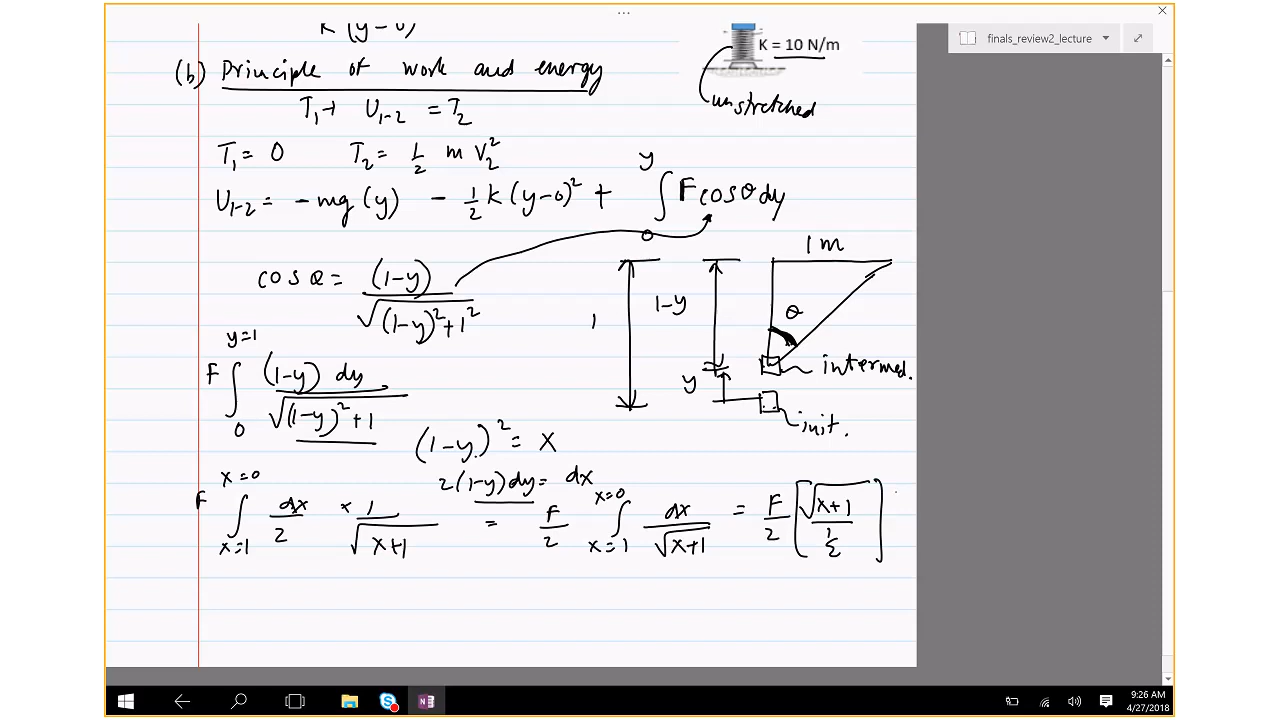 k (y-0)
K = 10 N/m
unstretched
finals_review2_lecture
(b) Principle of work and energy
T₁+ U₁₋₂ = T₂
T₁ = 0 T₂ = 1/2 m V₂²
U₁₋₂ = - mg (y) - 1/2 k (y-0)² + ∫₀^y F cosθ dy
1 m
cos θ = (1-y) / √((1-y)²+1²)
1
1-y
θ
y
intermed.
init.
F ∫₀^(y=1) (1-y) dy / √((1-y)²+1)
(1-y)² = x
2(1-y)dy = dx
F ∫_(x=1)^(x=0) dx/2 × 1/√(x+1) = F/2 ∫_(x=1)^(x=0) dx/√(x+1) = F/2 [√(x+1) / 1/2]
9:26 AM
4/27/2018